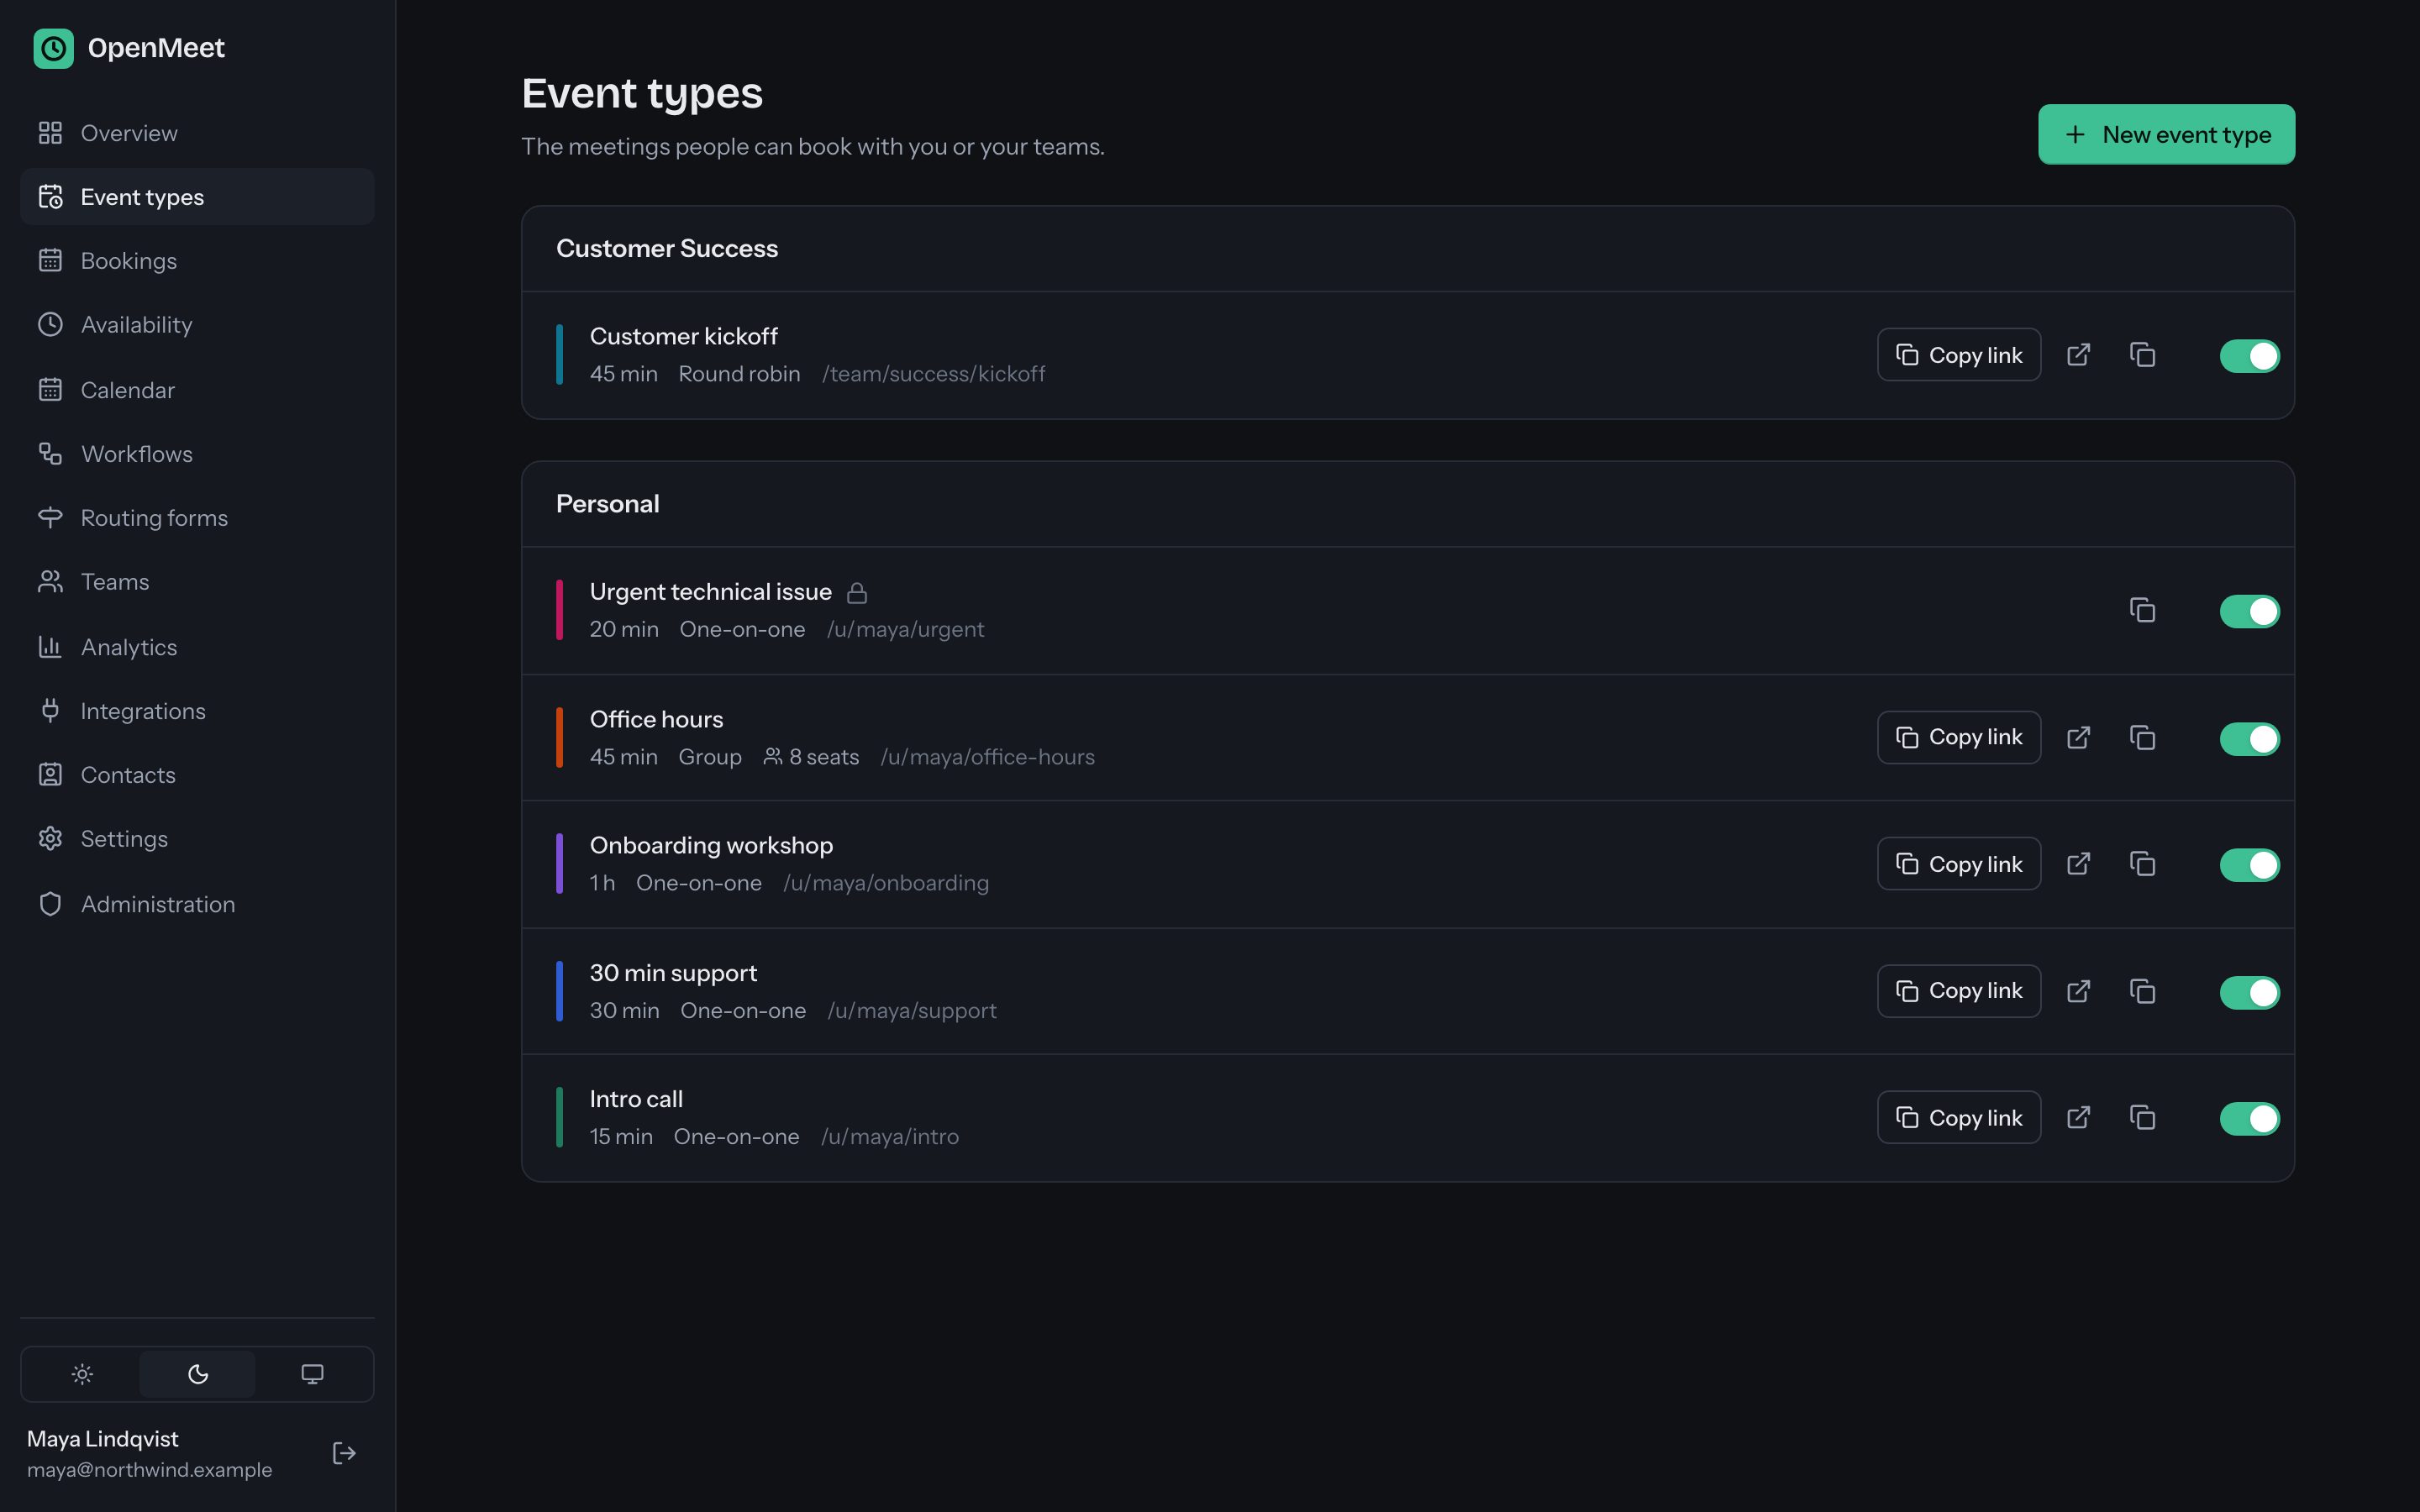 OpenMeet
Overview
Event types
Bookings
Availability
Calendar
Workflows
Routing forms
Teams
Analytics
Integrations
Contacts
Settings
Administration
Maya Lindqvist
maya@northwind.example
Event types
The meetings people can book with you or your teams.
New event type
Customer Success
Customer kickoff
45 min Round robin /team/success/kickoff
Copy link
Personal
Urgent technical issue
20 min One-on-one /u/maya/urgent
Office hours
45 min Group 8 seats /u/maya/office-hours
Copy link
Onboarding workshop
1 h One-on-one /u/maya/onboarding
Copy link
30 min support
30 min One-on-one /u/maya/support
Copy link
Intro call
15 min One-on-one /u/maya/intro
Copy link